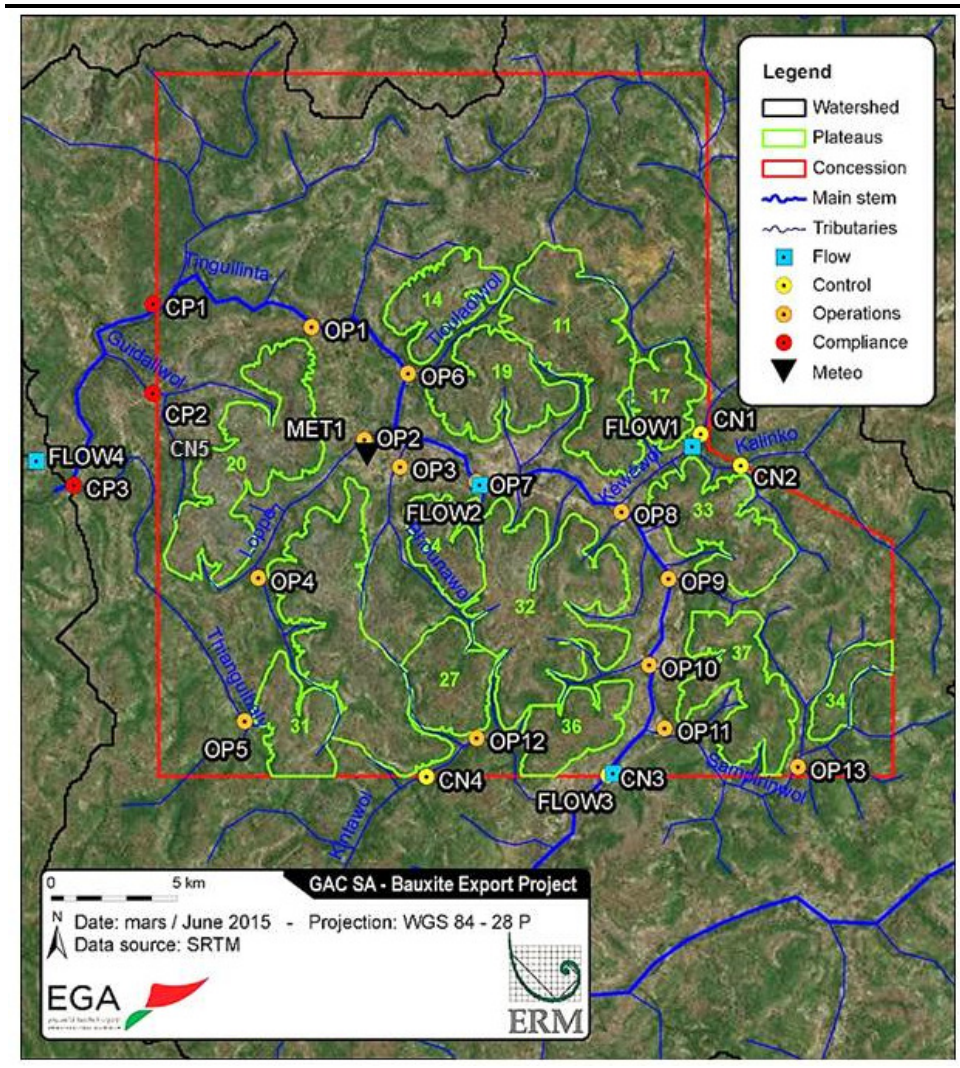 Legend
Watershed
Plateaus
Concession
Main stem
Tributaries
Flow
Control
Operations
Compliance
Meteo
Tinguilinta
CP1
14
Tiouladiwol
11
OP1
Guidaliwol
OP6
19
17
CP2
CN1
MET1
OP2
FLOW1
Kalinko
CN5
FLOW4
20
OP3
CN2
CP3
OP7
Kewewol
FLOW2
OP8
33
Loppe
OP4
OP9
32
Thianguinaly
OP10
37
27
31
36
34
OP5
OP12
OP11
OP13
Sampirinwol
CN4
CN3
FLOW3
Kintawol
0 5 km
GAC SA - Bauxite Export Project
N
Date: mars / June 2015 - Projection: WGS 84 - 28 P
Data source: SRTM
EGA
ERM